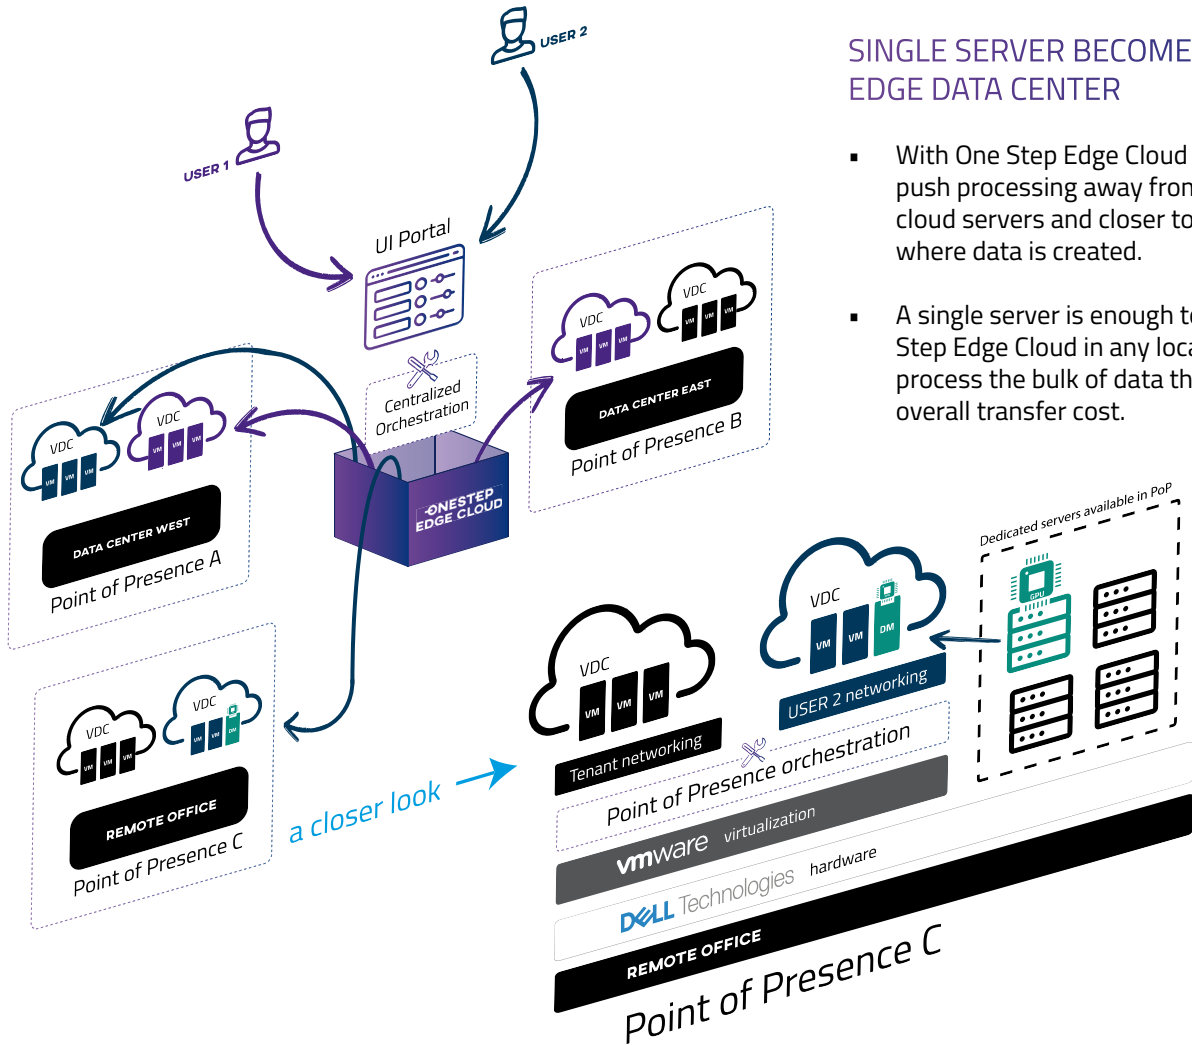 USER 2
USER 1
UI Portal
Centralized
Orchestration
ONESTEP
EDGE CLOUD
VDC
VM VM VM
VDC
VM VM VM
DATA CENTER EAST
Point of Presence B
VDC
VM VM VM
VDC
VM VM VM
DATA CENTER WEST
Point of Presence A
VDC
VM VM VM
VDC
VM VM DM
REMOTE OFFICE
Point of Presence C
a closer look
SINGLE SERVER BECOME
EDGE DATA CENTER
▪ With One Step Edge Cloud
push processing away from
cloud servers and closer to
where data is created.
▪ A single server is enough to
Step Edge Cloud in any loca
process the bulk of data th
overall transfer cost.
Dedicated servers available in PoP
GPU
VDC
VM VM DM
USER 2 networking
VDC
VM VM VM
Tenant networking
Point of Presence orchestration
vmware virtualization
DELL Technologies hardware
REMOTE OFFICE
Point of Presence C